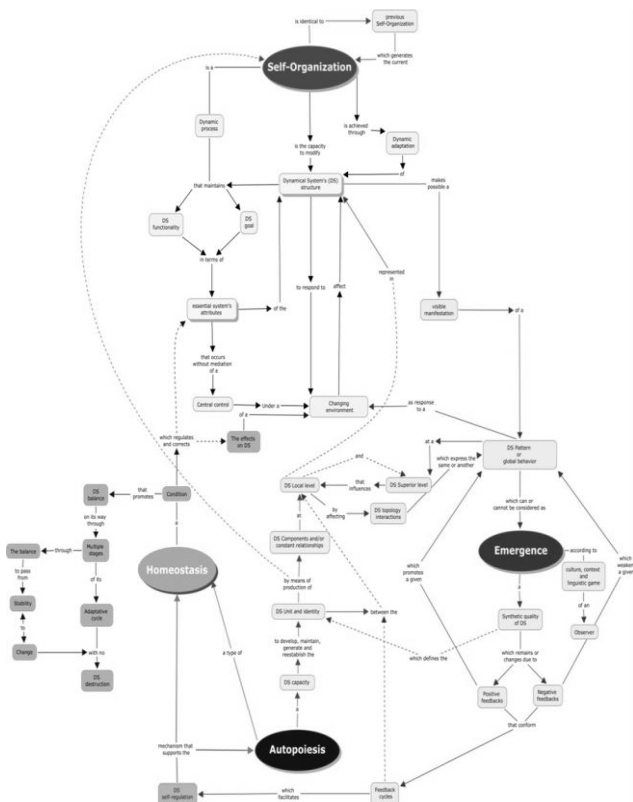 is identical to
previous
Self-Organization
which generates
the current
Self-Organization
is a
Dynamic
process
is the capacity
to modify
is achieved
through
Dynamic
adaptation
of
Dynamical System's (DS)
structure
makes
possible a
that maintains
DS
functionality
DS
goal
in terms of
to respond to
affect
represented
in
essential system's
attributes
of the
visible
manifestation
of a
that occurs
without mediation
of a
Central control
Under a
Changing
environment
of a
as response
to a
which regulates
and corrects
The effects
on DS
at a
DS Pattern
or
global behavior
and
which express the
same or another
DS Local level
that
influences
DS Superior level
by
affecting
DS topology
interactions
which can or
cannot be considered as
DS
balance
that
promotes
Condition
on its way
through
at
The balance
through
Multiple
stages
is
DS Components and/or
constant relationships
Emergence
according
to
which
promotes a
given
which
weaken
a given
to pass
from
of its
Homeostasis
by means of
production of
culture, context
and
linguistic game
Stability
Adaptative
cycle
DS Unit and identity
between the
Synthetic quality
of DS
of an
Observer
to
Change
with no
to develop, maintain,
generate and
reestablish the
which defines the
which remains or
changes due to
DS
destruction
a type of
DS capacity
Positive
feedbacks
Negative
feedbacks
that conform
mechanism that
supports the
Autopoiesis
DS
self-regulation
which
facilitates
Feedback
cycles